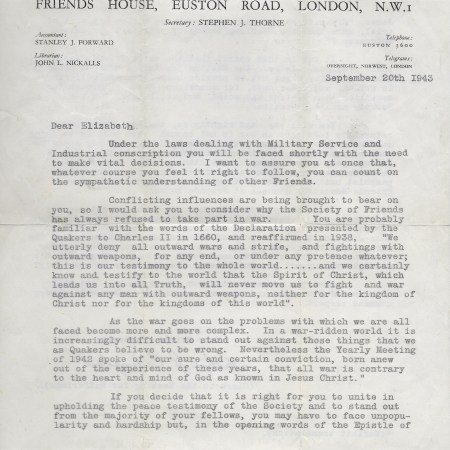 FRIENDS HOUSE, EUSTON ROAD, LONDON, N.W.1
Secretary: STEPHEN J. THORNE
Accountant:
STANLEY J. PORWARD
Librarian:
JOHN L. NICKALLS
Telephone:
EUSTON 3600
Telegrams:
OVERSIGHT, NORWEST, LONDON
September 20th 1943
Dear Elizabeth,
Under the laws dealing with Military Service and
Industrial conscription you will be faced shortly with the need
to make vital decisions. I want to assure you at once that,
whatever course you feel it right to follow, you can count on
the sympathetic understanding of other Friends.
Conflicting influences are being brought to bear on
you, so I would ask you to consider why the Society of Friends
has always refused to take part in war. You are probably
familiar with the words of the Declaration presented by the
Quakers to Charles II in 1660, and reaffirmed in 1938, "We
utterly deny all outward wars and strife, and fightings with
outward weapons, for any end, or under any pretence whatever;
this is our testimony to the whole world.......and we certainly
know and testify to the world that the Spirit of Christ, which
leads us into all Truth, will never move us to fight and war
against any man with outward weapons, neither for the kingdom of
Christ nor for the kingdoms of this world".
As the war goes on the problems with which we are all
faced become more and more complex. In a war-ridden world it is
increasingly difficult to stand out against those things that we
as Quakers believe to be wrong. Nevertheless the Yearly Meeting
of 1942 spoke of "our sure and certain conviction, born anew
out of the experience of these years, that all war is contrary
to the heart and mind of God as known in Jesus Christ."
If you decide that it is right for you to unite in
upholding the peace testimony of the Society and to stand out
from the majority of your fellows, you may have to face unpopu-
larity and hardship but, in the opening words of the Epistle of